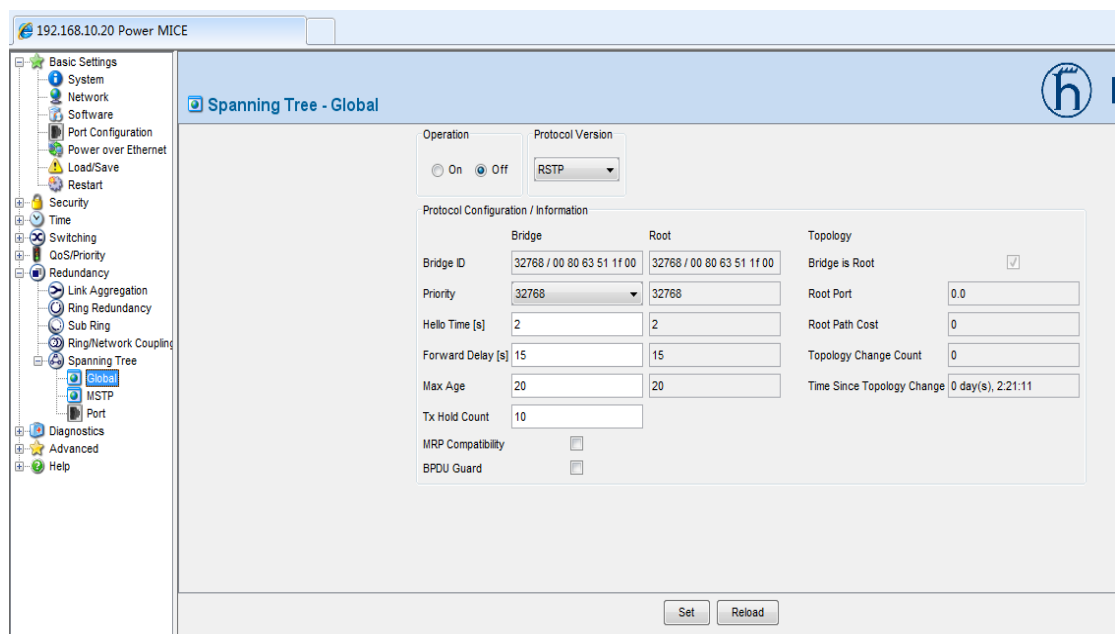 192.168.10.20 Power MICE
Basic Settings
System
Network
Software
Port Configuration
Power over Ethernet
Load/Save
Restart
Security
Time
Switching
QoS/Priority
Redundancy
Link Aggregation
Ring Redundancy
Sub Ring
Ring/Network Coupling
Spanning Tree
Global
MSTP
Port
Diagnostics
Advanced
Help
Spanning Tree - Global
Operation Protocol Version
On Off RSTP
Protocol Configuration / Information
Bridge Root Topology
Bridge ID 32768 / 00 80 63 51 1f 00 32768 / 00 80 63 51 1f 00 Bridge is Root
Priority 32768 32768 Root Port 0.0
Hello Time [s] 2 2 Root Path Cost 0
Forward Delay [s] 15 15 Topology Change Count 0
Max Age 20 20 Time Since Topology Change 0 day(s), 2:21:11
Tx Hold Count 10
MRP Compatibility
BPDU Guard
Set Reload